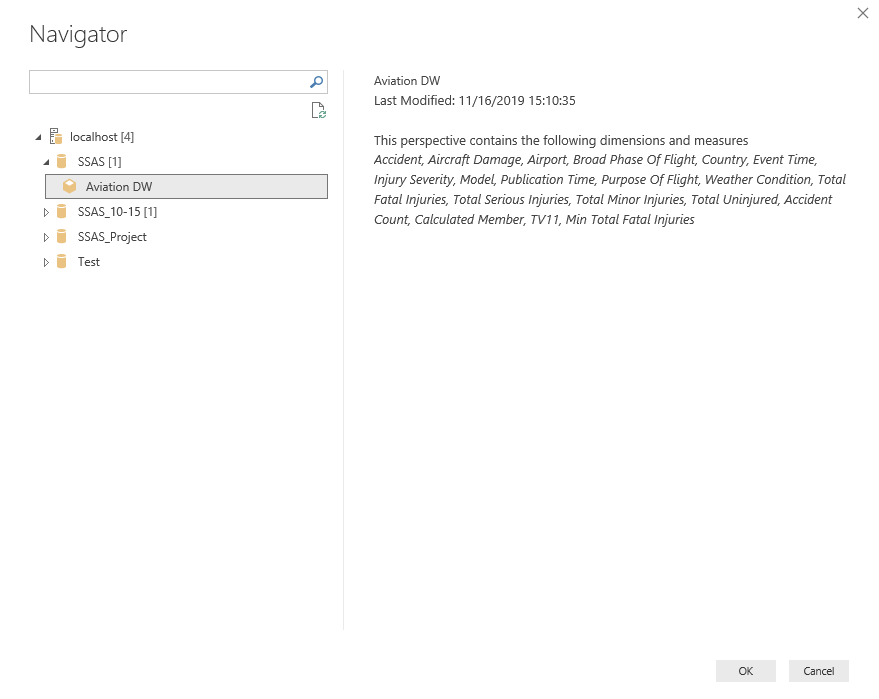 Navigator
localhost [4]
SSAS [1]
Aviation DW
SSAS_10-15 [1]
SSAS_Project
Test
Aviation DW
Last Modified: 11/16/2019 15:10:35
This perspective contains the following dimensions and measures
Accident, Aircraft Damage, Airport, Broad Phase Of Flight, Country, Event Time,
Injury Severity, Model, Publication Time, Purpose Of Flight, Weather Condition, Total
Fatal Injuries, Total Serious Injuries, Total Minor Injuries, Total Uninjured, Accident
Count, Calculated Member, TV11, Min Total Fatal Injuries
OK
Cancel